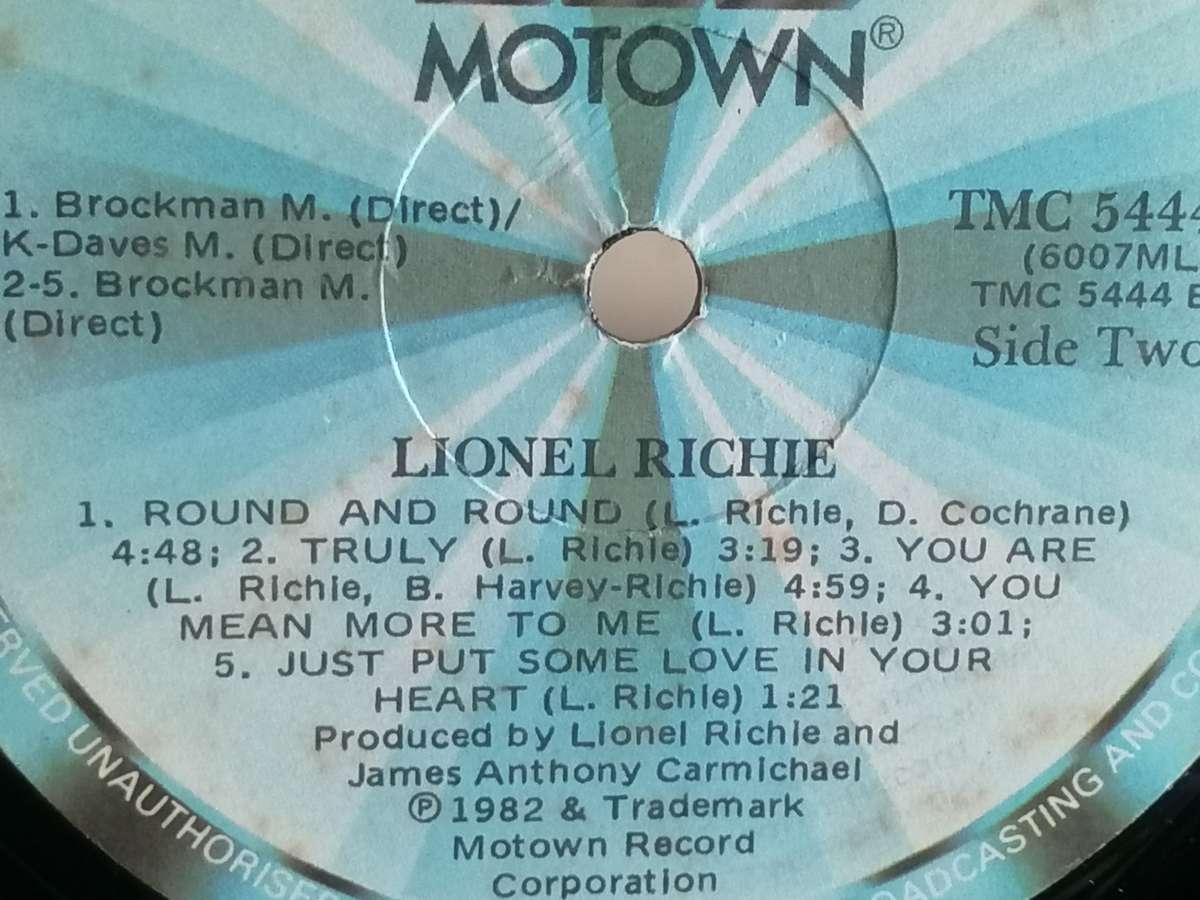 MOTOWN®
1. Brockman M. (Direct)/
K-Daves M. (Direct)
2-5. Brockman M.
(Direct)
TMC 5444
(6007ML
TMC 5444
Side Two
LIONEL RICHIE
1. ROUND AND ROUND (L. Richie, D. Cochrane)
4:48; 2. TRULY (L. Richie) 3:19; 3. YOU ARE
(L. Richie, B. Harvey-Richie) 4:59; 4. YOU
MEAN MORE TO ME (L. Richie) 3:01;
5. JUST PUT SOME LOVE IN YOUR
HEART (L. Richie) 1:21
Produced by Lionel Richie and
James Anthony Carmichael
℗ 1982 & Trademark
Motown Record
Corporation
ERVED UNAUTHORISE
OADCASTING AND CO